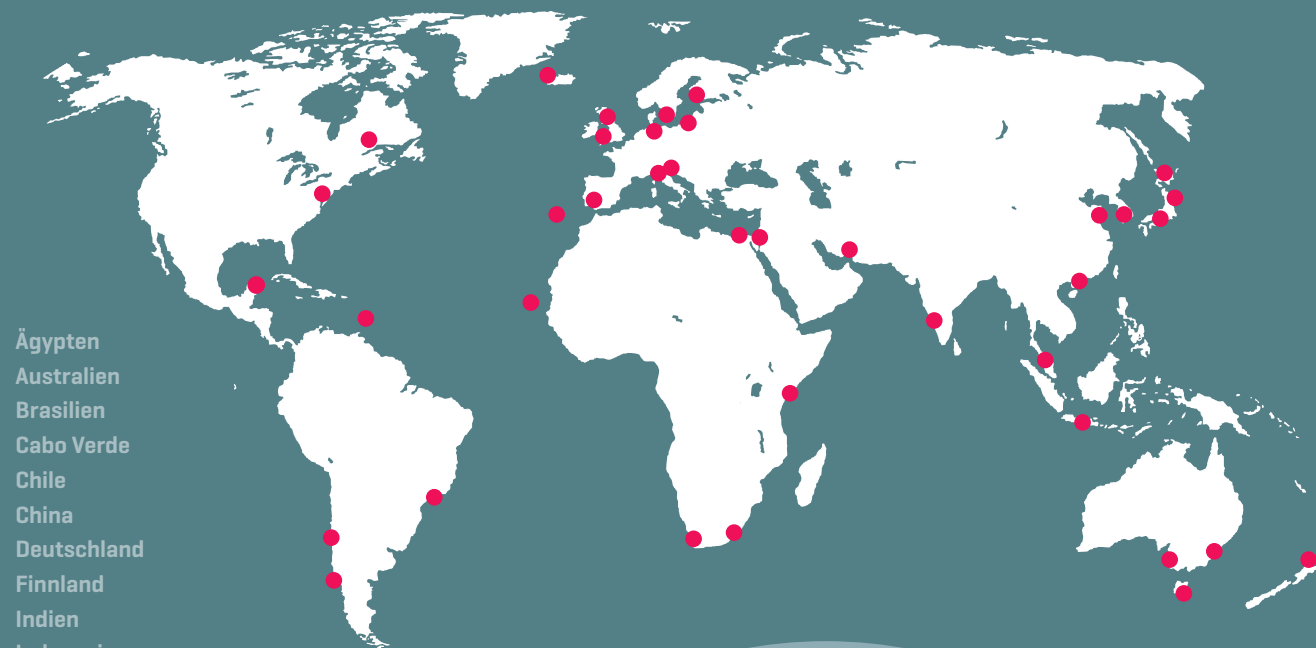 Ägypten
Australien
Brasilien
Cabo Verde
Chile
China
Deutschland
Finnland
Indien